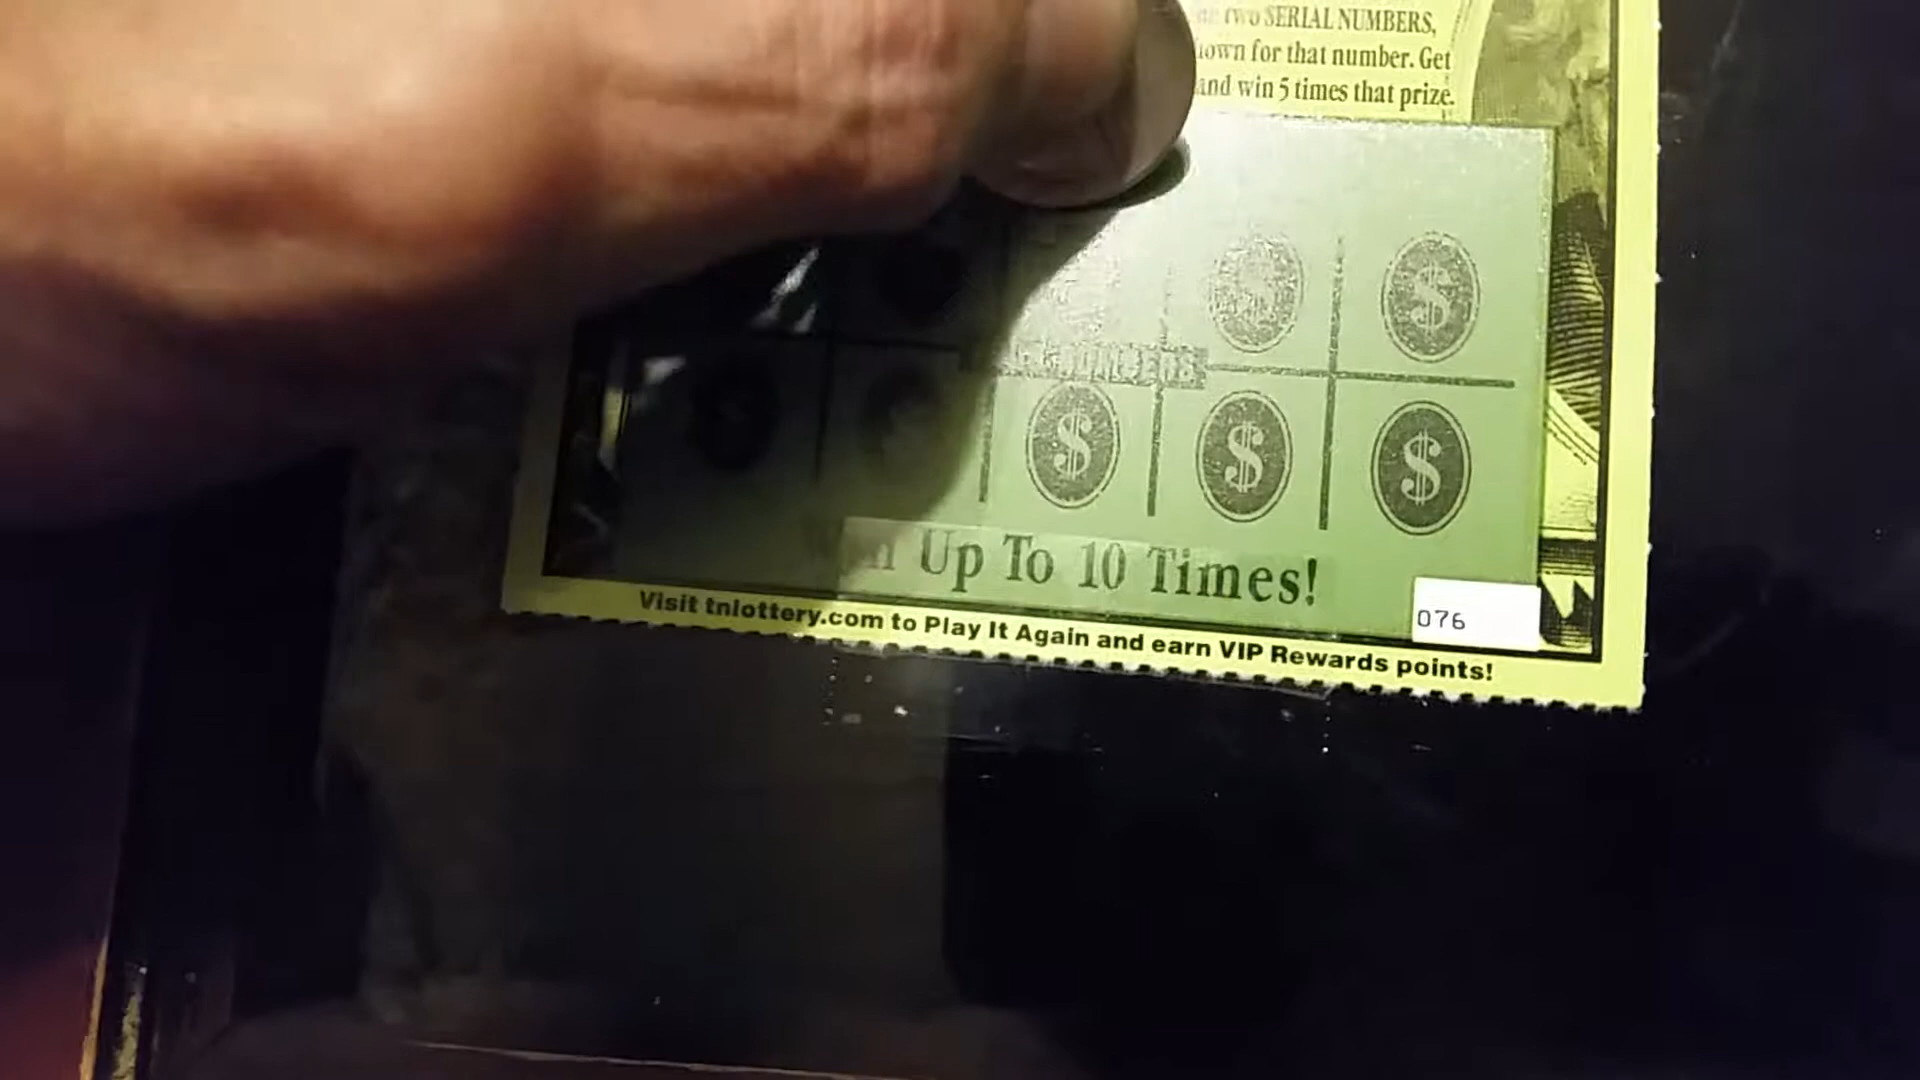 two SERIAL NUMBERS,
for that number. Get
and win 5 times that prize.
$ $
$ $ $
Up To 10 Times!
076
Visit tnlottery.com to Play It Again and earn VIP Rewards points!